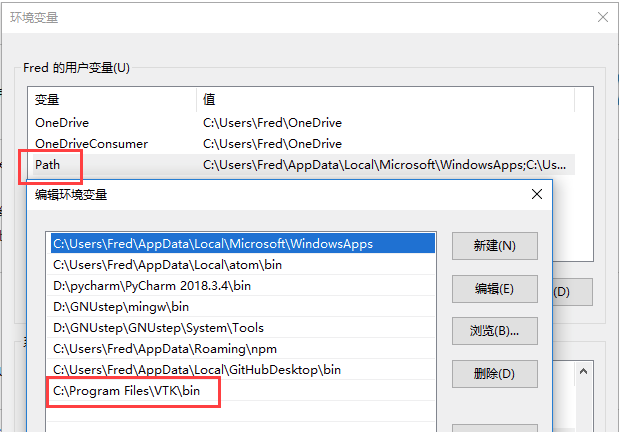 环境变量
Fred 的用户变量(U)
变量 值
OneDrive C:\Users\Fred\OneDrive
OneDriveConsumer C:\Users\Fred\OneDrive
Path C:\Users\Fred\AppData\Local\Microsoft\WindowsApps;C:\Us...
编辑环境变量
C:\Users\Fred\AppData\Local\Microsoft\WindowsApps
新建(N)
C:\Users\Fred\AppData\Local\atom\bin
D:\pycharm\PyCharm 2018.3.4\bin
编辑(E)
(D)
D:\GNUstep\mingw\bin
D:\GNUstep\GNUstep\System\Tools
浏览(B)...
C:\Users\Fred\AppData\Roaming\npm
C:\Users\Fred\AppData\Local\GitHubDesktop\bin
删除(D)
C:\Program Files\VTK\bin